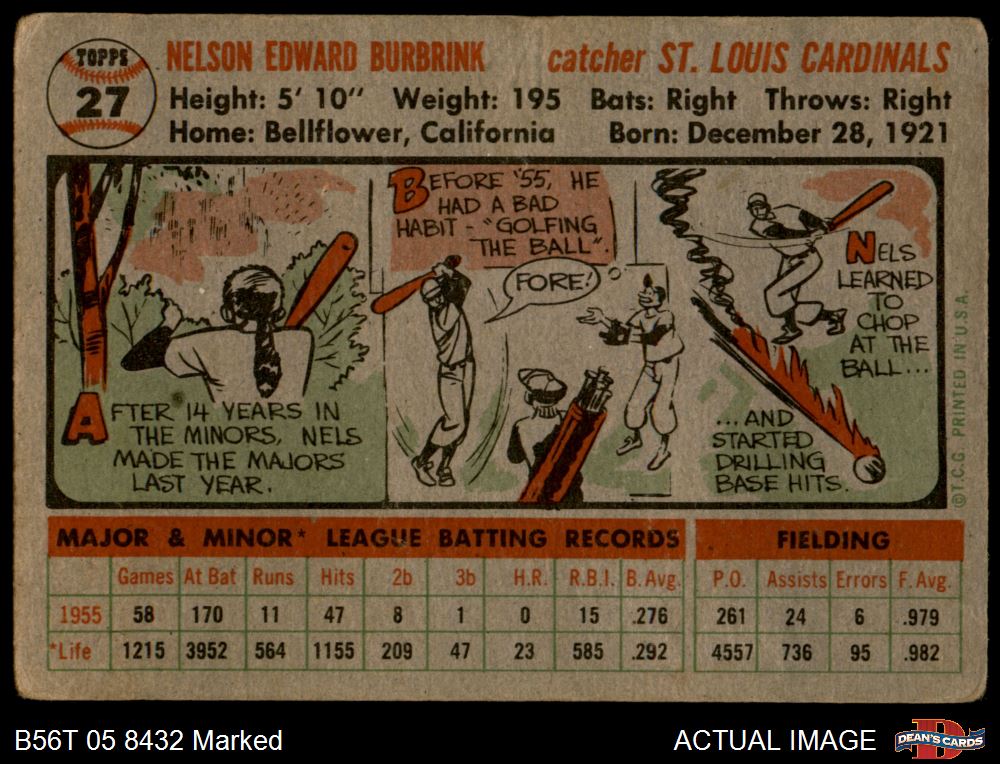 TOPPS
27
NELSON EDWARD BURBRINK catcher ST. LOUIS CARDINALS
Height: 5' 10" Weight: 195 Bats: Right Throws: Right
Home: Bellflower, California Born: December 28, 1921
AFTER 14 YEARS IN
THE MINORS, NELS
MADE THE MAJORS
LAST YEAR.
BEFORE '55, HE
HAD A BAD
HABIT - "GOLFING
THE BALL".
FORE!
NELS
LEARNED
TO
CHOP
AT THE
BALL...
...AND
STARTED
DRILLING
BASE HITS.
©T.C.G. PRINTED IN U.S.A.
MAJOR & MINOR* LEAGUE BATTING RECORDS FIELDING
Games At Bat Runs Hits 2b 3b H.R. R.B.I. B. Avg. P.O. Assists Errors F. Avg.
1955 58 170 11 47 8 1 0 15 .276 261 24 6 .979
*Life 1215 3952 564 1155 209 47 23 585 .292 4557 736 95 .982
B56T 05 8432 Marked ACTUAL IMAGE DEAN'S CARDS